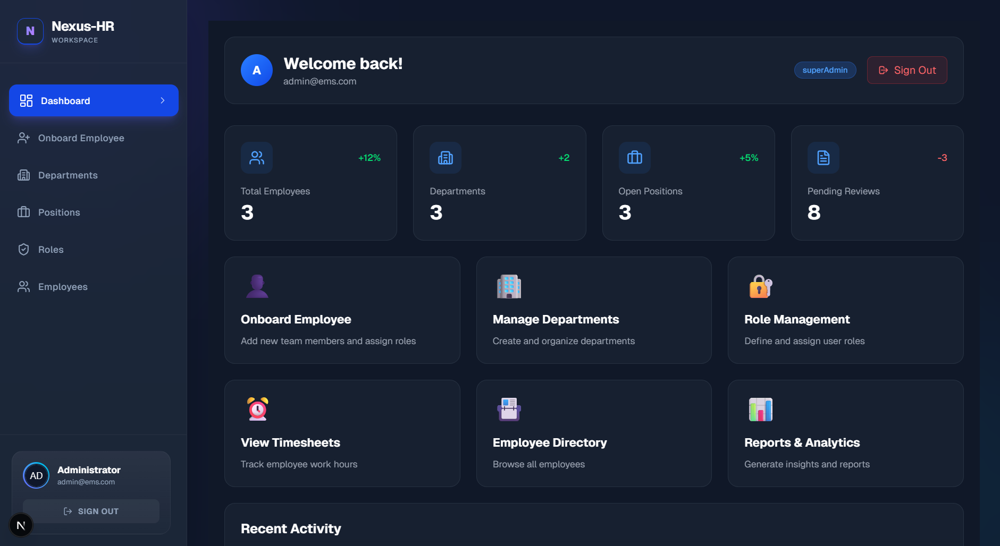 N
Nexus-HR
WORKSPACE
Dashboard
Onboard Employee
Departments
Positions
Roles
Employees
AD
Administrator
admin@ems.com
SIGN OUT
N
A
Welcome back!
admin@ems.com
superAdmin
Sign Out
+12%
Total Employees
3
+2
Departments
3
+5%
Open Positions
3
-3
Pending Reviews
8
Onboard Employee
Add new team members and assign roles
Manage Departments
Create and organize departments
Role Management
Define and assign user roles
View Timesheets
Track employee work hours
Employee Directory
Browse all employees
Reports & Analytics
Generate insights and reports
Recent Activity